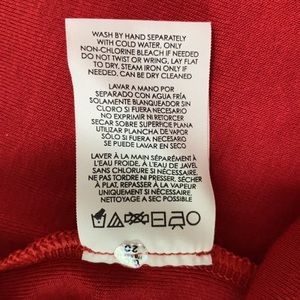 WASH BY HAND SEPARATELY
WITH COLD WATER, ONLY
NON-CHLORINE BLEACH IF NEEDED
DO NOT TWIST OR WRING, LAY FLAT
TO DRY. STEAM IRON ONLY IF
NEEDED, CAN BE DRY CLEANED
LAVAR A MANO POR
SEPARADO CON AGUA FRÍA
SOLAMENTE BLANQUEADOR SIN
CLORO SI FUERA NECESARIO
NO EXPRIMIR NI RETORCER
SECAR SOBRE SUPERFICIE PLANA
UTILIZAR PLANCHA DE VAPOR
SÓLO SI FUERA NECESARIO
PUEDE LAVARSE EN SECO
LAVER À LA MAIN SÉPARÉMENT À
L'EAU FROIDE, À L'EAU DE JAVEL
SANS CHLORURE SI NÉCESSAIRE.
NE PAS TORDRE NI PRESSER, SÉCHER
À PLAT, REPASSER À LA VAPEUR
UNIQUEMENT SI NÉCESSAIRE.
NETTOYAGE A SEC POSSIBLE